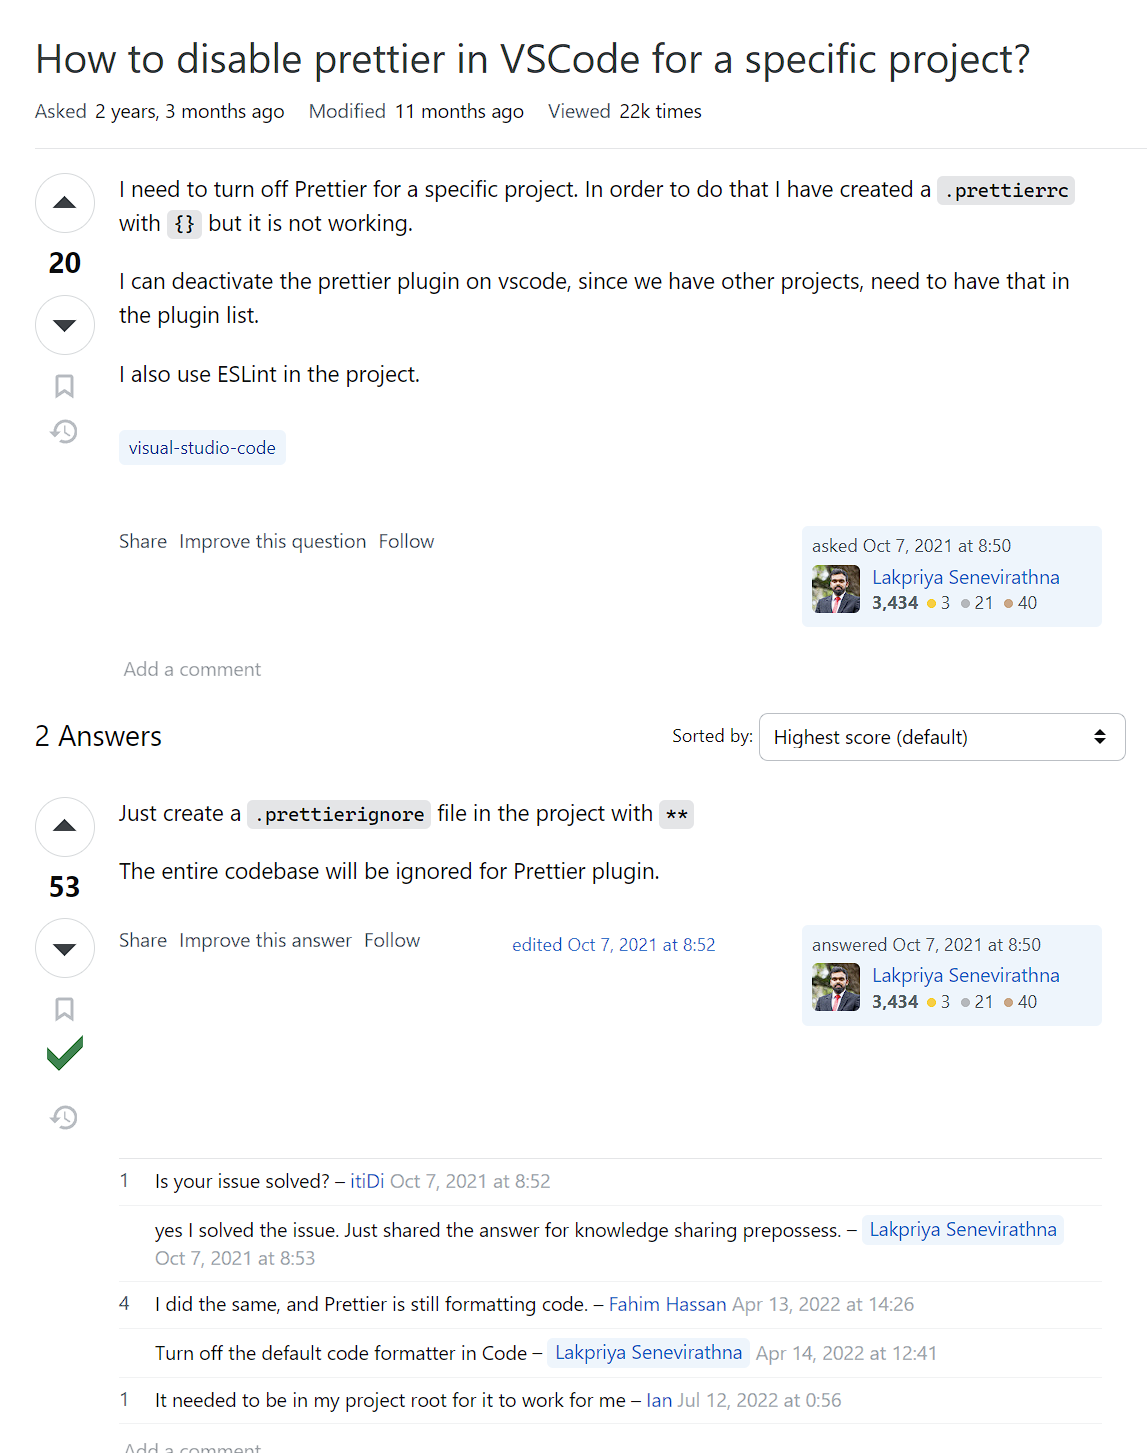 How to disable prettier in VSCode for a specific project?
Asked 2 years, 3 months ago Modified 11 months ago Viewed 22k times
I need to turn off Prettier for a specific project. In order to do that I have created a .prettierrc
with {} but it is not working.
20
I can deactivate the prettier plugin on vscode, since we have other projects, need to have that in
the plugin list.
I also use ESLint in the project.
visual-studio-code
Share Improve this question Follow
asked Oct 7, 2021 at 8:50
Lakpriya Senevirathna
3,434 3 21 40
Add a comment
2 Answers
Sorted by: Highest score (default)
Just create a .prettierignore file in the project with **
53
The entire codebase will be ignored for Prettier plugin.
Share Improve this answer Follow
edited Oct 7, 2021 at 8:52
answered Oct 7, 2021 at 8:50
Lakpriya Senevirathna
3,434 3 21 40
1 Is your issue solved? – itiDi Oct 7, 2021 at 8:52
yes I solved the issue. Just shared the answer for knowledge sharing prepossess. – Lakpriya Senevirathna
Oct 7, 2021 at 8:53
4 I did the same, and Prettier is still formatting code. – Fahim Hassan Apr 13, 2022 at 14:26
Turn off the default code formatter in Code – Lakpriya Senevirathna Apr 14, 2022 at 12:41
1 It needed to be in my project root for it to work for me – Ian Jul 12, 2022 at 0:56
Add a comment